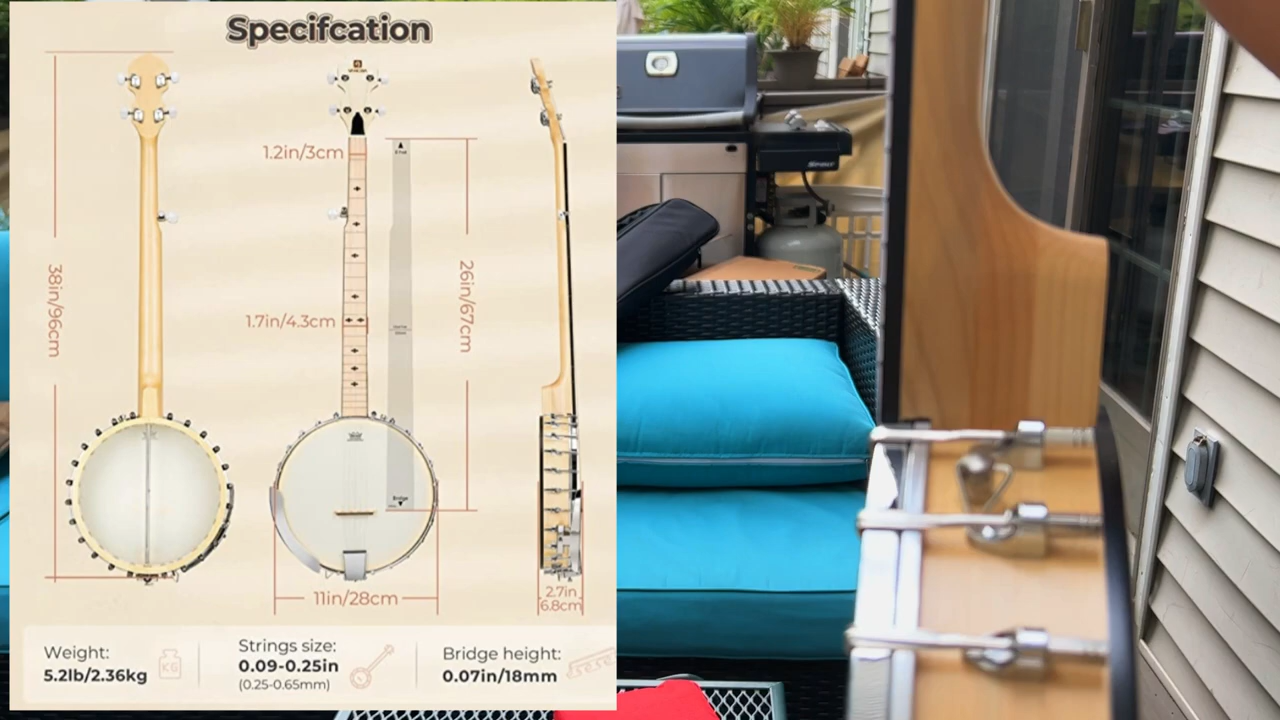 Specifcation
1.2in/3cm
38in/96cm
1.7in/4.3cm
26in/67cm
Bridge
11in/28cm
2.7in
6.8cm
Weight:
5.2lb/2.36kg
KG
Strings size:
0.09-0.25in
(0.25-0.65mm)
Bridge height:
0.07in/18mm